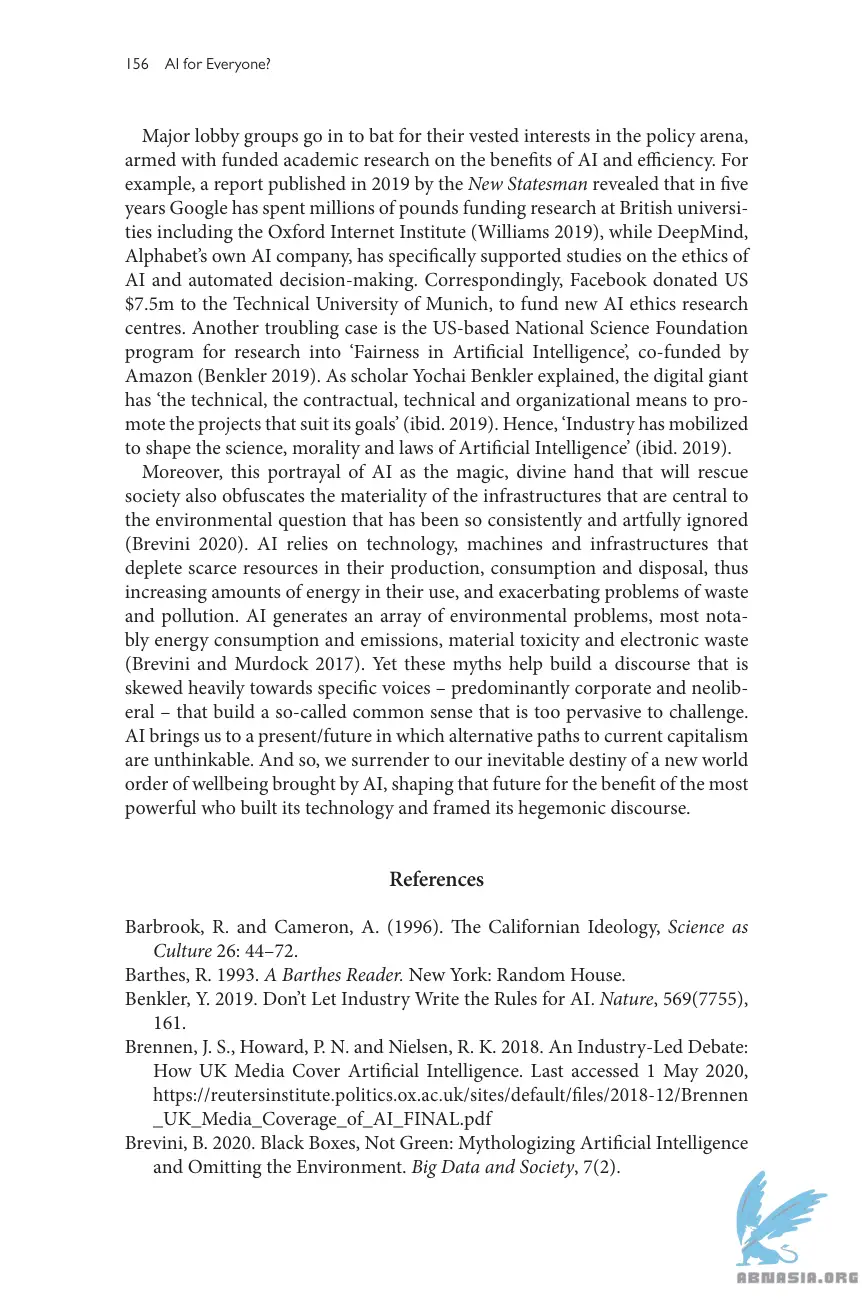 156 AI for Everyone?
Major lobby groups go in to bat for their vested interests in the policy arena,
armed with funded academic research on the benefits of AI and efficiency. For
example, a report published in 2019 by the New Statesman revealed that in five
years Google has spent millions of pounds funding research at British universi-
ties including the Oxford Internet Institute (Williams 2019), while DeepMind,
Alphabet’s own AI company, has specifically supported studies on the ethics of
AI and automated decision-making. Correspondingly, Facebook donated US
$7.5m to the Technical University of Munich, to fund new AI ethics research
centres. Another troubling case is the US-based National Science Foundation
program for research into ‘Fairness in Artificial Intelligence’, co-funded by
Amazon (Benkler 2019). As scholar Yochai Benkler explained, the digital giant
has ‘the technical, the contractual, technical and organizational means to pro-
mote the projects that suit its goals’ (ibid. 2019). Hence, ‘Industry has mobilized
to shape the science, morality and laws of Artificial Intelligence’ (ibid. 2019).
Moreover, this portrayal of AI as the magic, divine hand that will rescue
society also obfuscates the materiality of the infrastructures that are central to
the environmental question that has been so consistently and artfully ignored
(Brevini 2020). AI relies on technology, machines and infrastructures that
deplete scarce resources in their production, consumption and disposal, thus
increasing amounts of energy in their use, and exacerbating problems of waste
and pollution. AI generates an array of environmental problems, most nota-
bly energy consumption and emissions, material toxicity and electronic waste
(Brevini and Murdock 2017). Yet these myths help build a discourse that is
skewed heavily towards specific voices – predominantly corporate and neolib-
eral – that build a so-called common sense that is too pervasive to challenge.
AI brings us to a present/future in which alternative paths to current capitalism
are unthinkable. And so, we surrender to our inevitable destiny of a new world
order of wellbeing brought by AI, shaping that future for the benefit of the most
powerful who built its technology and framed its hegemonic discourse.
References
Barbrook, R. and Cameron, A. (1996). The Californian Ideology, Science as
Culture 26: 44–72.
Barthes, R. 1993. A Barthes Reader. New York: Random House.
Benkler, Y. 2019. Don’t Let Industry Write the Rules for AI. Nature, 569(7755),
161.
Brennen, J. S., Howard, P. N. and Nielsen, R. K. 2018. An Industry-Led Debate:
How UK Media Cover Artificial Intelligence. Last accessed 1 May 2020,
https://reutersinstitute.politics.ox.ac.uk/sites/default/files/2018-12/Brennen
_UK_Media_Coverage_of_AI_FINAL.pdf
Brevini, B. 2020. Black Boxes, Not Green: Mythologizing Artificial Intelligence
and Omitting the Environment. Big Data and Society, 7(2).
ABNASIA.ORG